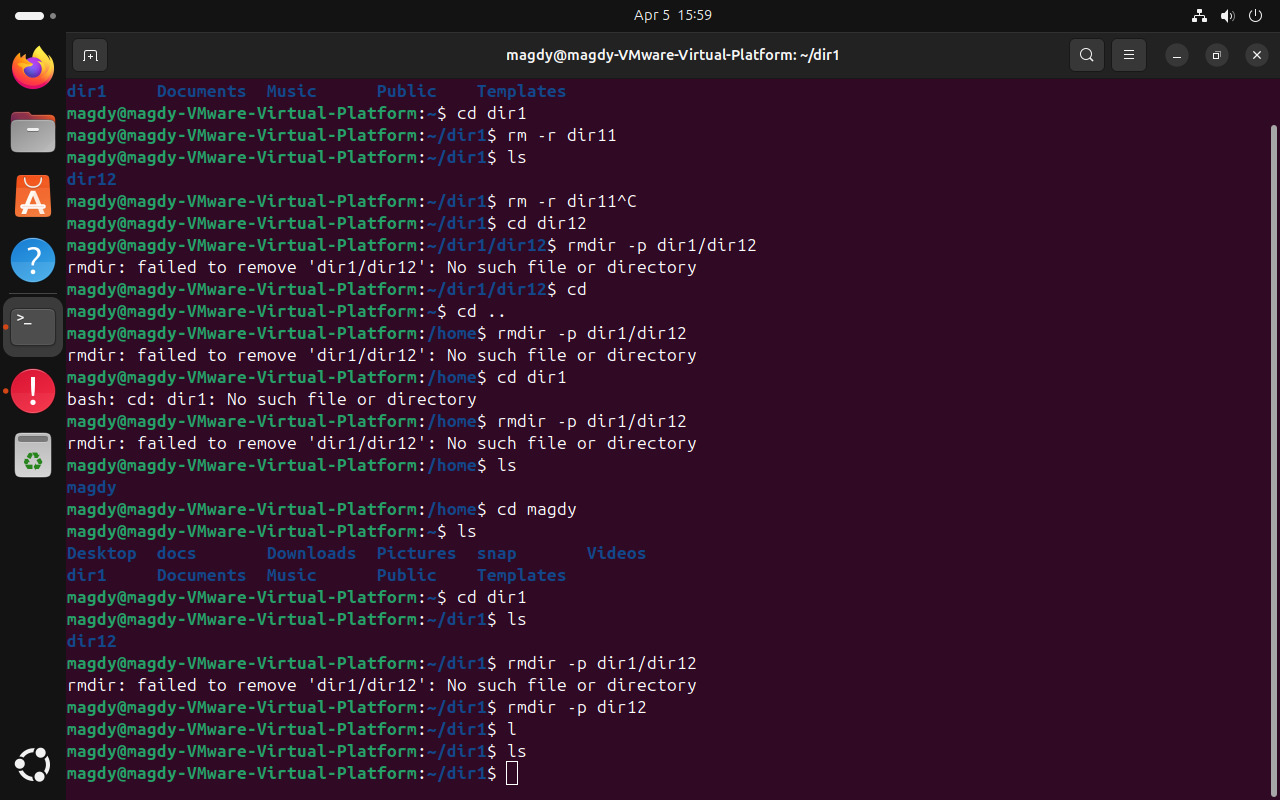 Apr 5 15:59
magdy@magdy-VMware-Virtual-Platform: ~/dir1
dir1 Documents Music Public Templates
magdy@magdy-VMware-Virtual-Platform:~$ cd dir1
magdy@magdy-VMware-Virtual-Platform:~/dir1$ rm -r dir11
magdy@magdy-VMware-Virtual-Platform:~/dir1$ ls
dir12
magdy@magdy-VMware-Virtual-Platform:~/dir1$ rm -r dir11^C
magdy@magdy-VMware-Virtual-Platform:~/dir1$ cd dir12
magdy@magdy-VMware-Virtual-Platform:~/dir1/dir12$ rmdir -p dir1/dir12
rmdir: failed to remove 'dir1/dir12': No such file or directory
magdy@magdy-VMware-Virtual-Platform:~/dir1/dir12$ cd
magdy@magdy-VMware-Virtual-Platform:~$ cd ..
magdy@magdy-VMware-Virtual-Platform:/home$ rmdir -p dir1/dir12
rmdir: failed to remove 'dir1/dir12': No such file or directory
magdy@magdy-VMware-Virtual-Platform:/home$ cd dir1
bash: cd: dir1: No such file or directory
magdy@magdy-VMware-Virtual-Platform:/home$ rmdir -p dir1/dir12
rmdir: failed to remove 'dir1/dir12': No such file or directory
magdy@magdy-VMware-Virtual-Platform:/home$ ls
magdy
magdy@magdy-VMware-Virtual-Platform:/home$ cd magdy
magdy@magdy-VMware-Virtual-Platform:~$ ls
Desktop docs Downloads Pictures snap Videos
dir1 Documents Music Public Templates
magdy@magdy-VMware-Virtual-Platform:~$ cd dir1
magdy@magdy-VMware-Virtual-Platform:~/dir1$ ls
dir12
magdy@magdy-VMware-Virtual-Platform:~/dir1$ rmdir -p dir1/dir12
rmdir: failed to remove 'dir1/dir12': No such file or directory
magdy@magdy-VMware-Virtual-Platform:~/dir1$ rmdir -p dir12
magdy@magdy-VMware-Virtual-Platform:~/dir1$ l
magdy@magdy-VMware-Virtual-Platform:~/dir1$ ls
magdy@magdy-VMware-Virtual-Platform:~/dir1$